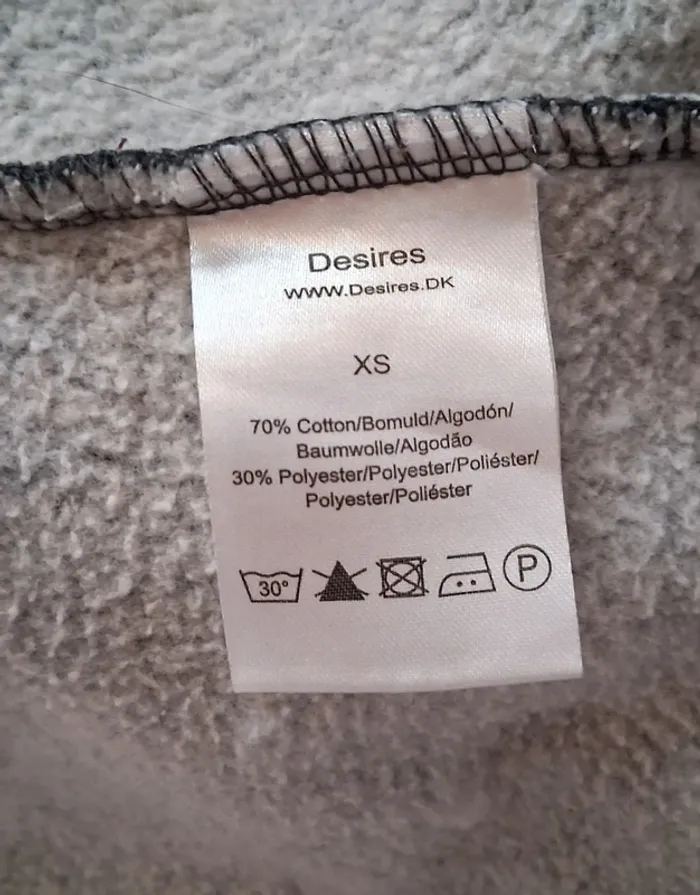 Desires
WWW.Desires.DK
XS
70% Cotton/Bomuld/Algodón/
Baumwolle/Algodão
30% Polyester/Polyester/Poliéster/
Polyester/Poliéster
30° P